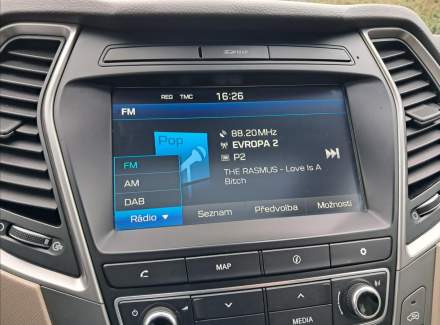 REG TMC 16:26
FM
Pop
88.20MHz
EVROPA 2
P2
THE RASMUS - Love Is A
Bitch
FM
AM
DAB
Rádio Seznam Předvolba Možnosti
MAP